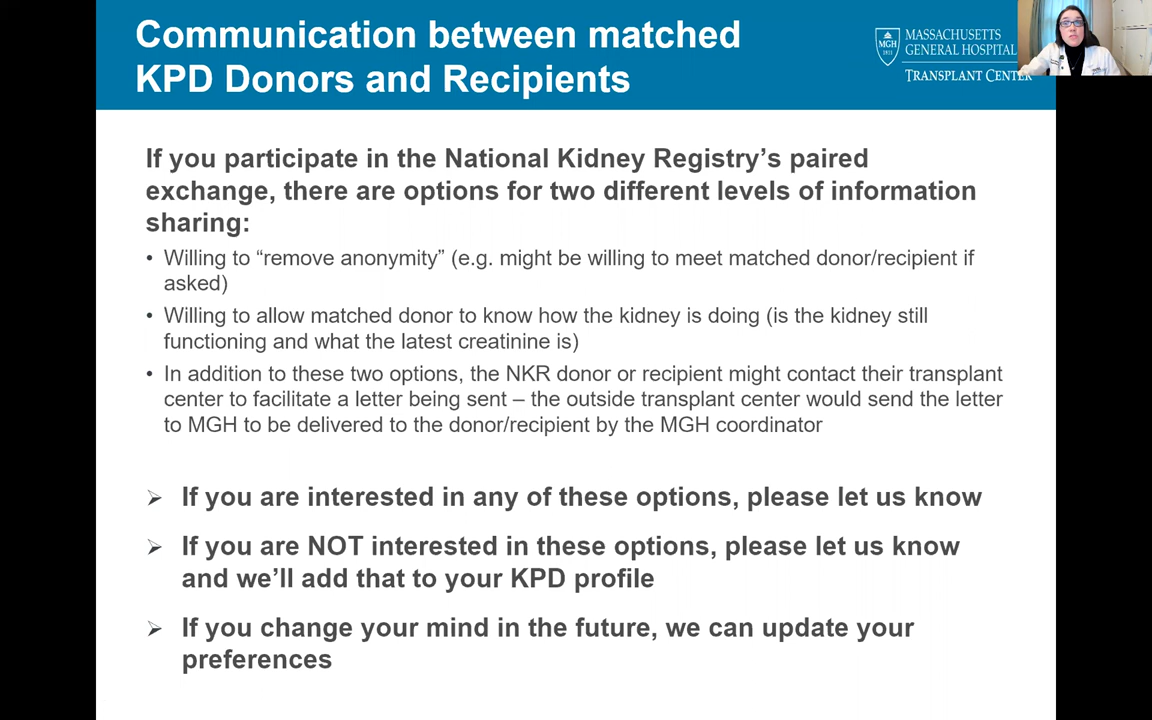 Communication between matched
KPD Donors and Recipients
MGH
1811
MASSACHUSETTS
GENERAL HOSPITAL
TRANSPLANT CENTER
If you participate in the National Kidney Registry’s paired
exchange, there are options for two different levels of information
sharing:
• Willing to “remove anonymity” (e.g. might be willing to meet matched donor/recipient if
asked)
• Willing to allow matched donor to know how the kidney is doing (is the kidney still
functioning and what the latest creatinine is)
• In addition to these two options, the NKR donor or recipient might contact their transplant
center to facilitate a letter being sent – the outside transplant center would send the letter
to MGH to be delivered to the donor/recipient by the MGH coordinator
➢ If you are interested in any of these options, please let us know
➢ If you are NOT interested in these options, please let us know
and we’ll add that to your KPD profile
➢ If you change your mind in the future, we can update your
preferences